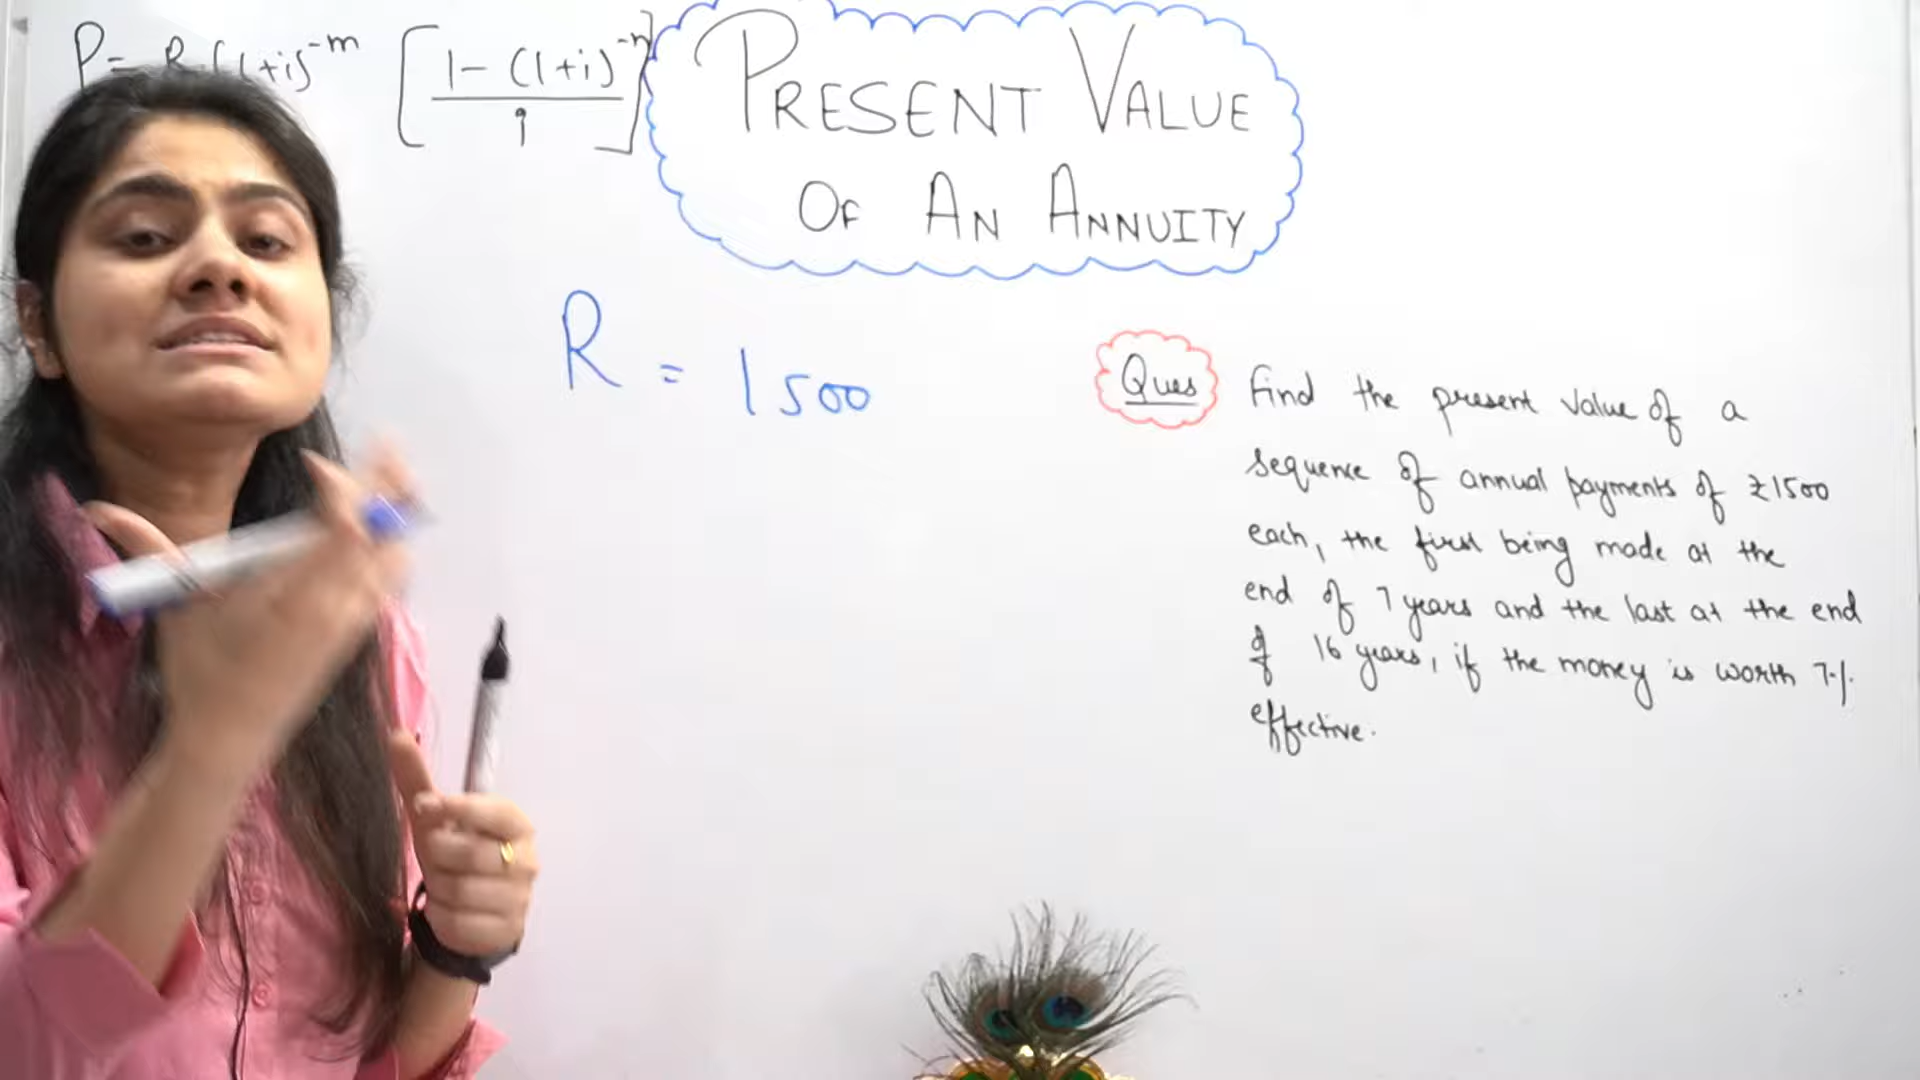 P = R (1+i)^-m [ 1 - (1+i)^-n / i ]
PRESENT VALUE
OF AN ANNUITY
R = 1500
Ques Find the present value of a
sequence of annual payments of ₹1500
each, the first being made at the
end of 7 years and the last at the end
of 16 years, if the money is worth 7%
effective.